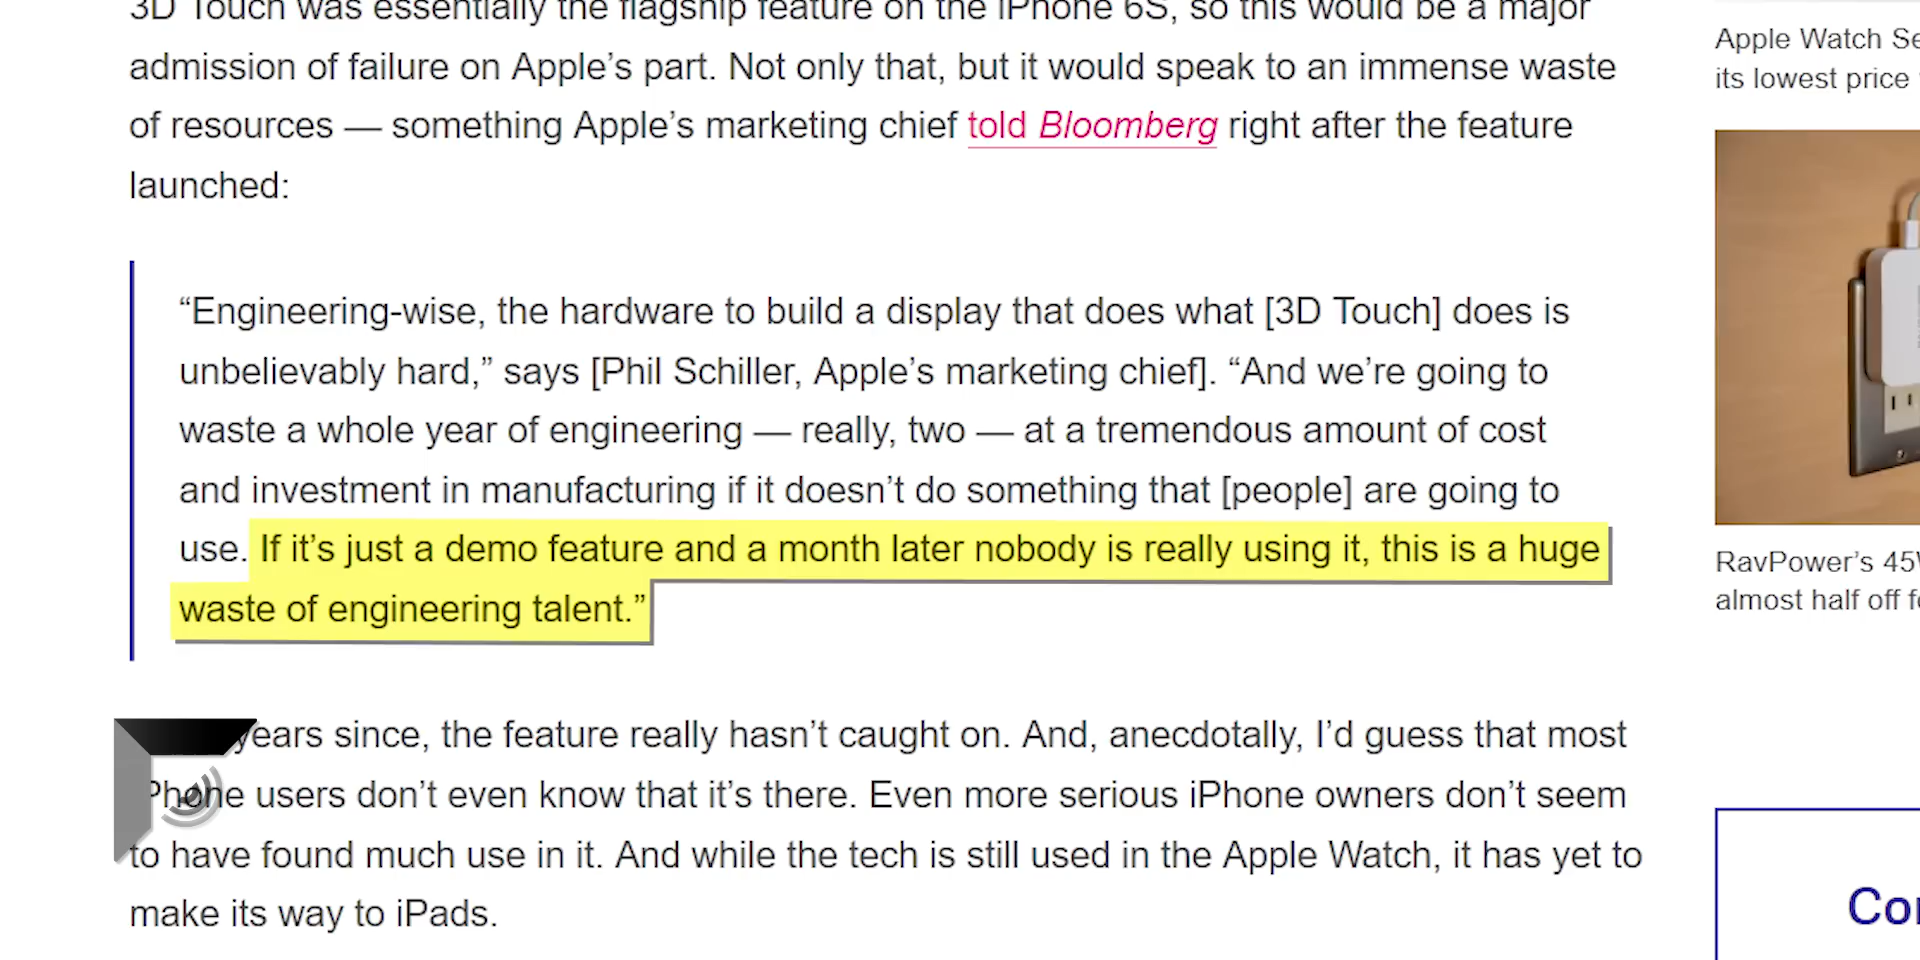 3D Touch was essentially the flagship feature on the iPhone 6S, so this would be a major
admission of failure on Apple’s part. Not only that, but it would speak to an immense waste
of resources — something Apple’s marketing chief told Bloomberg right after the feature
launched:
“Engineering-wise, the hardware to build a display that does what [3D Touch] does is
unbelievably hard,” says [Phil Schiller, Apple’s marketing chief]. “And we’re going to
waste a whole year of engineering — really, two — at a tremendous amount of cost
and investment in manufacturing if it doesn’t do something that [people] are going to
use. If it’s just a demo feature and a month later nobody is really using it, this is a huge
waste of engineering talent.”
years since, the feature really hasn’t caught on. And, anecdotally, I’d guess that most
Phone users don’t even know that it’s there. Even more serious iPhone owners don’t seem
to have found much use in it. And while the tech is still used in the Apple Watch, it has yet to
make its way to iPads.
Apple Watch Se
its lowest price
RavPower’s 45W
almost half off f
Co